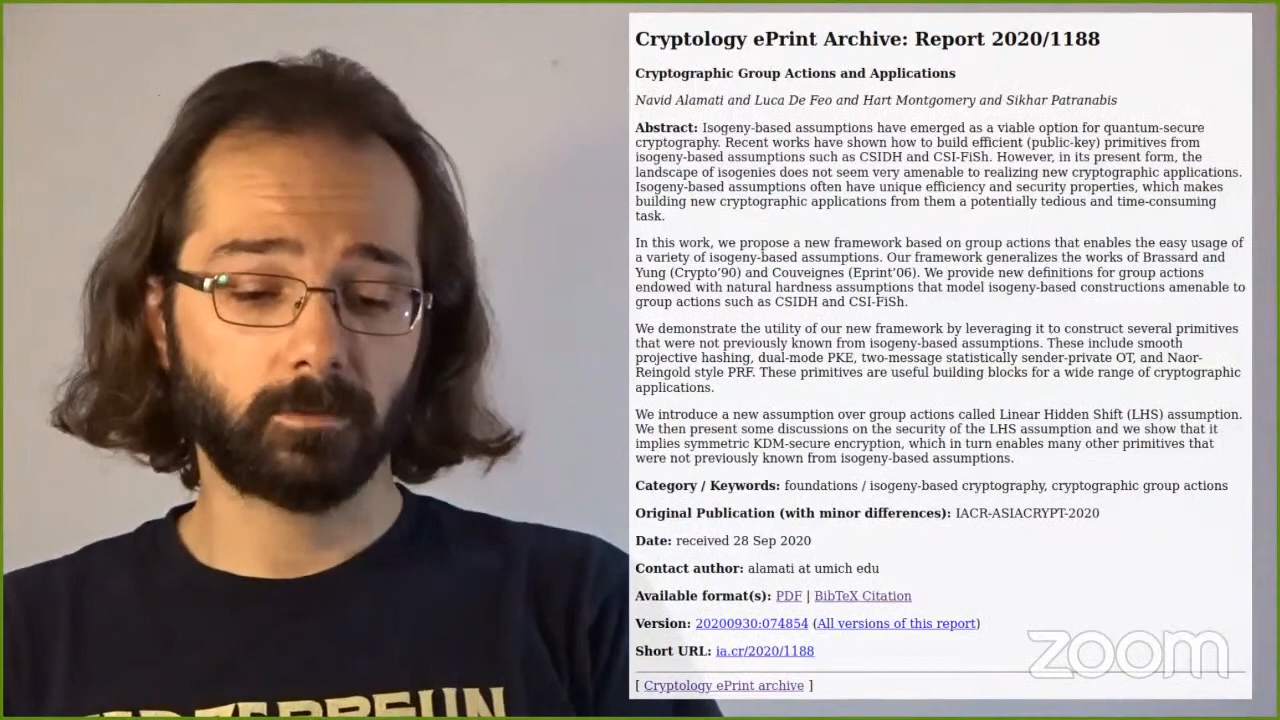 Cryptology ePrint Archive: Report 2020/1188
Cryptographic Group Actions and Applications
Navid Alamati and Luca De Feo and Hart Montgomery and Sikhar Patranabis
Abstract: Isogeny-based assumptions have emerged as a viable option for quantum-secure
cryptography. Recent works have shown how to build efficient (public-key) primitives from
isogeny-based assumptions such as CSIDH and CSI-FiSh. However, in its present form, the
landscape of isogenies does not seem very amenable to realizing new cryptographic applications.
Isogeny-based assumptions often have unique efficiency and security properties, which makes
building new cryptographic applications from them a potentially tedious and time-consuming
task.
In this work, we propose a new framework based on group actions that enables the easy usage of
a variety of isogeny-based assumptions. Our framework generalizes the works of Brassard and
Yung (Crypto’90) and Couveignes (Eprint’06). We provide new definitions for group actions
endowed with natural hardness assumptions that model isogeny-based constructions amenable to
group actions such as CSIDH and CSI-FiSh.
We demonstrate the utility of our new framework by leveraging it to construct several primitives
that were not previously known from isogeny-based assumptions. These include smooth
projective hashing, dual-mode PKE, two-message statistically sender-private OT, and Naor-
Reingold style PRF. These primitives are useful building blocks for a wide range of cryptographic
applications.
We introduce a new assumption over group actions called Linear Hidden Shift (LHS) assumption.
We then present some discussions on the security of the LHS assumption and we show that it
implies symmetric KDM-secure encryption, which in turn enables many other primitives that
were not previously known from isogeny-based assumptions.
Category / Keywords: foundations / isogeny-based cryptography, cryptographic group actions
Original Publication (with minor differences): IACR-ASIACRYPT-2020
Date: received 28 Sep 2020
Contact author: alamati at umich edu
Available format(s): PDF | BibTeX Citation
Version: 20200930:074854 (All versions of this report)
Short URL: ia.cr/2020/1188
[ Cryptology ePrint archive ]
zoom